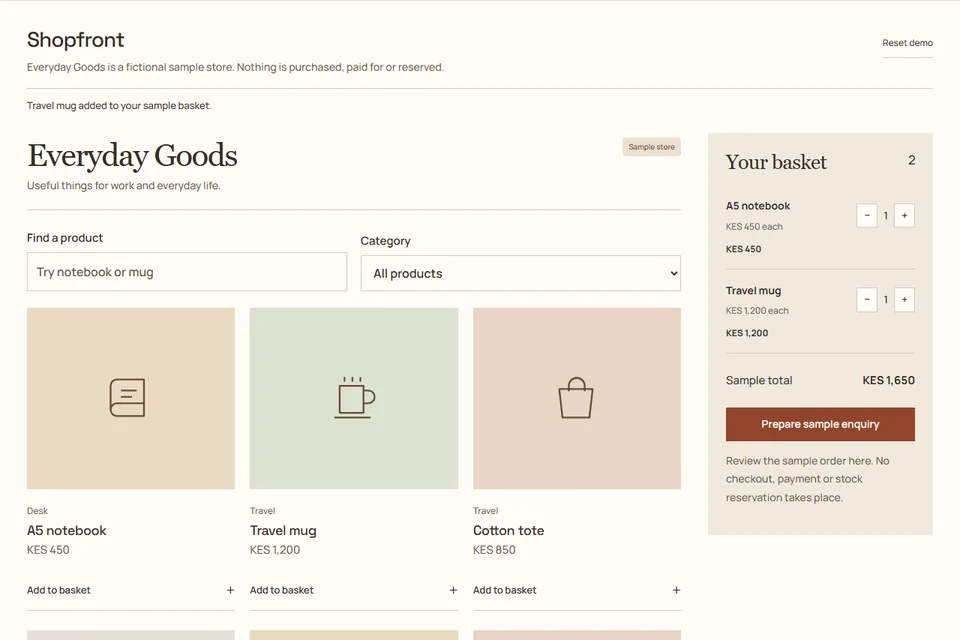 Shopfront
Reset demo
Everyday Goods is a fictional sample store. Nothing is purchased, paid for or reserved.
Travel mug added to your sample basket.
Everyday Goods
Sample store
Useful things for work and everyday life.
Find a product
Category
Try notebook or mug
All products
Desk
A5 notebook
KES 450
Add to basket +
Travel
Travel mug
KES 1,200
Add to basket +
Travel
Cotton tote
KES 850
Add to basket +
Your basket 2
A5 notebook
KES 450 each
KES 450
− 1 +
Travel mug
KES 1,200 each
KES 1,200
− 1 +
Sample total KES 1,650
Prepare sample enquiry
Review the sample order here. No
checkout, payment or stock
reservation takes place.